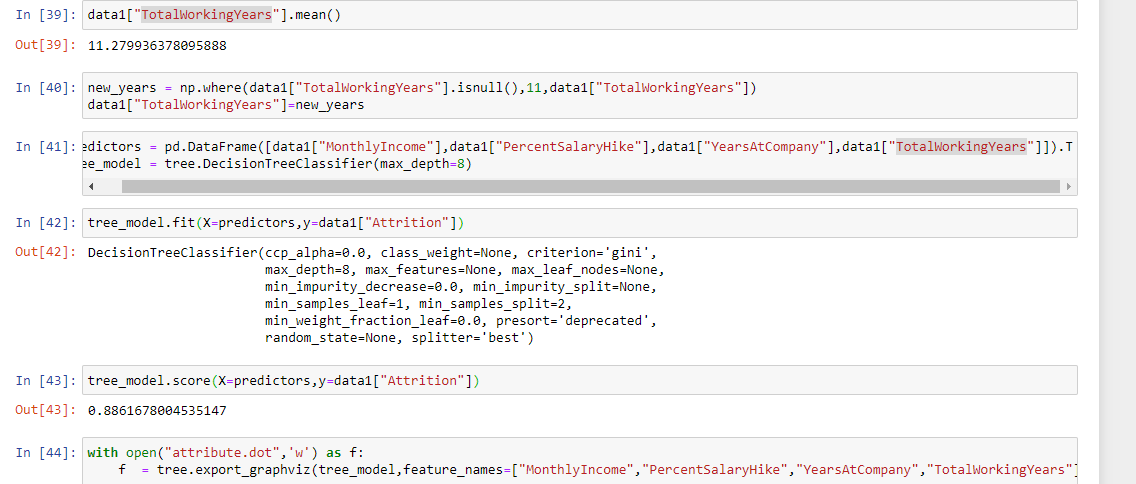 In [39]: data1["TotalWorkingYears"].mean()
Out[39]: 11.279936378095888
In [40]: new_years = np.where(data1["TotalWorkingYears"].isnull(),11,data1["TotalWorkingYears"])
data1["TotalWorkingYears"]=new_years
In [41]: edictors = pd.DataFrame([data1["MonthlyIncome"],data1["PercentSalaryHike"],data1["YearsAtCompany"],data1["TotalWorkingYears"]]).T
ee_model = tree.DecisionTreeClassifier(max_depth=8)
In [42]: tree_model.fit(X=predictors,y=data1["Attrition"])
Out[42]: DecisionTreeClassifier(ccp_alpha=0.0, class_weight=None, criterion='gini',
max_depth=8, max_features=None, max_leaf_nodes=None,
min_impurity_decrease=0.0, min_impurity_split=None,
min_samples_leaf=1, min_samples_split=2,
min_weight_fraction_leaf=0.0, presort='deprecated',
random_state=None, splitter='best')
In [43]: tree_model.score(X=predictors,y=data1["Attrition"])
Out[43]: 0.8861678004535147
In [44]: with open("attribute.dot",'w') as f:
f = tree.export_graphviz(tree_model,feature_names=["MonthlyIncome","PercentSalaryHike","YearsAtCompany","TotalWorkingYears"]